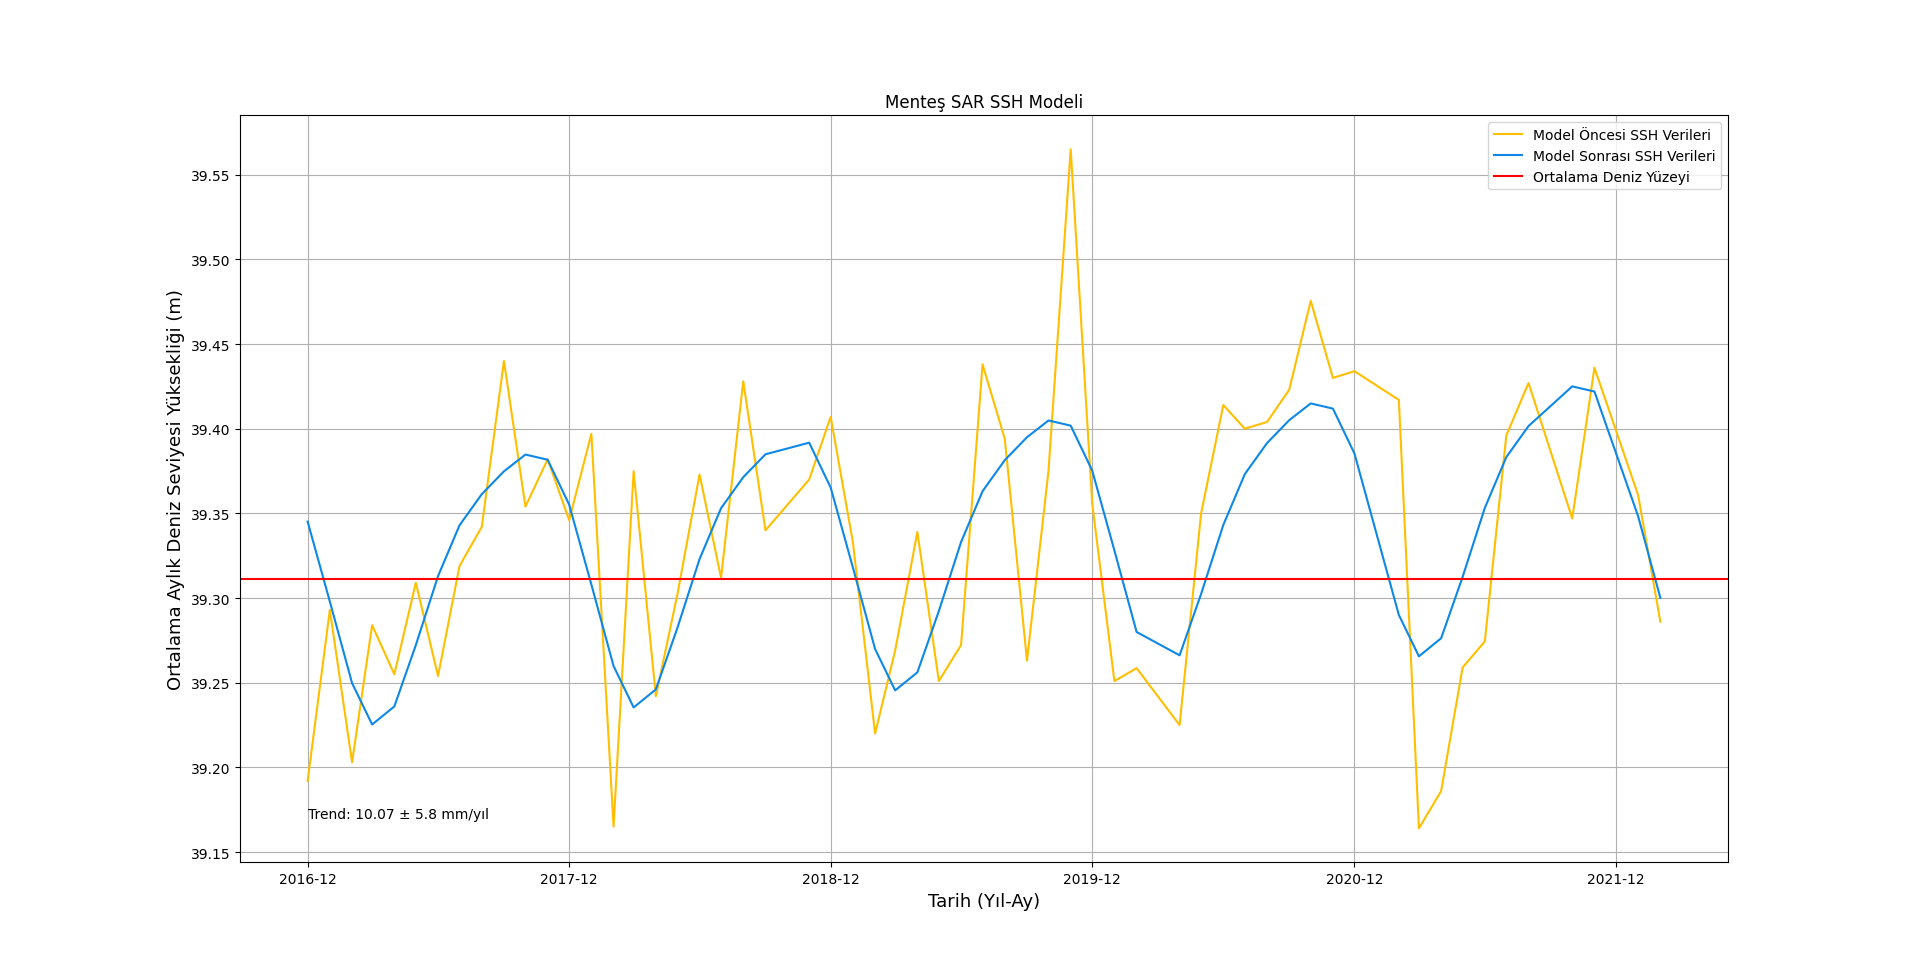 Menteş SAR SSH Modeli
Model Öncesi SSH Verileri
Model Sonrası SSH Verileri
Ortalama Deniz Yüzeyi
Ortalama Aylık Deniz Seviyesi Yüksekliği (m)
39.55
39.50
39.45
39.40
39.35
39.30
39.25
39.20
39.15
Trend: 10.07 ± 5.8 mm/yıl
2016-12 2017-12 2018-12 2019-12 2020-12 2021-12
Tarih (Yıl-Ay)